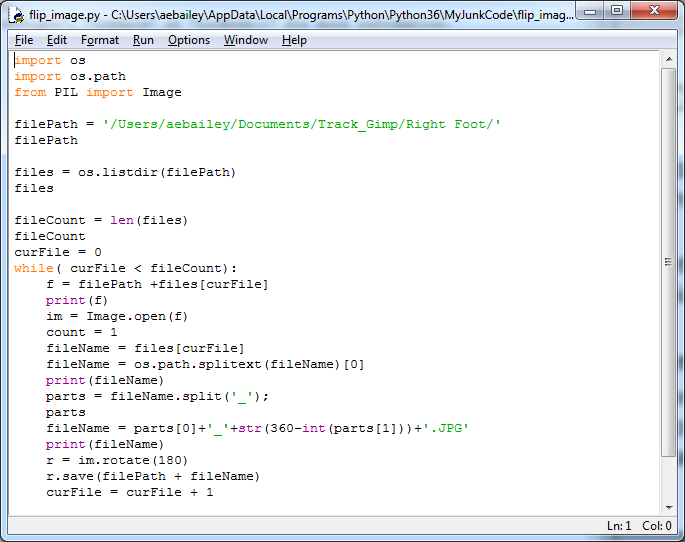 flip_image.py - C:\Users\aebailey\AppData\Local\Programs\Python\Python36\MyJunkCode\flip_imag...
File Edit Format Run Options Window Help
import os
import os.path
from PIL import Image

filePath = '/Users/aebailey/Documents/Track_Gimp/Right Foot/'
filePath

files = os.listdir(filePath)
files

fileCount = len(files)
fileCount
curFile = 0
while( curFile < fileCount):
    f = filePath +files[curFile]
    print(f)
    im = Image.open(f)
    count = 1
    fileName = files[curFile]
    fileName = os.path.splitext(fileName)[0]
    print(fileName)
    parts = fileName.split('_');
    parts
    fileName = parts[0]+'_'+str(360-int(parts[1]))+'.JPG'
    print(fileName)
    r = im.rotate(180)
    r.save(filePath + fileName)
    curFile = curFile + 1
Ln: 1 Col: 0